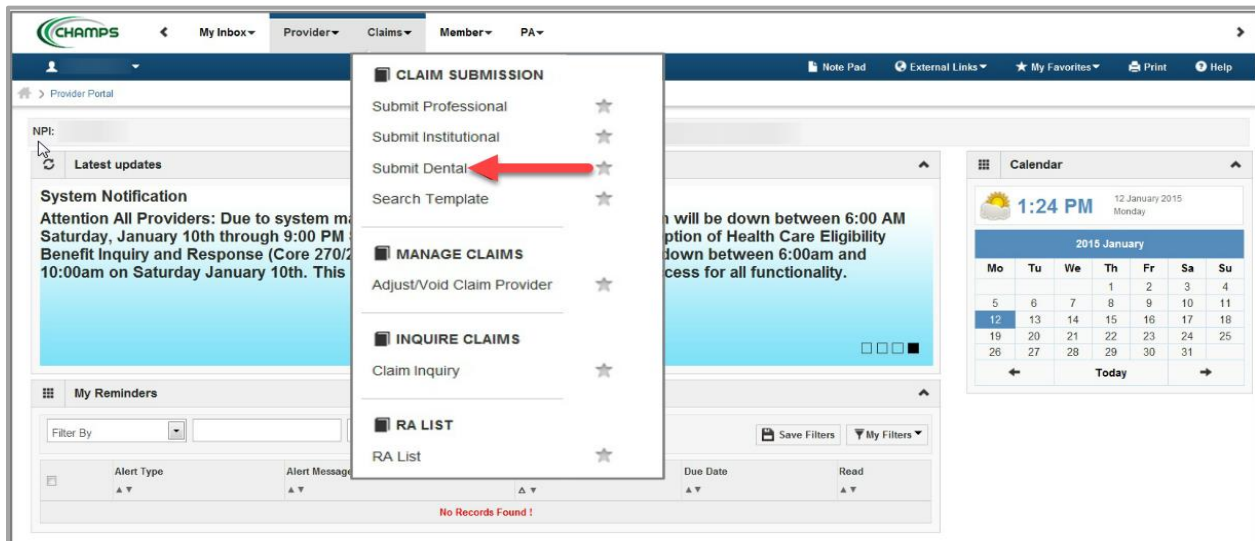 CHAMPS
My Inbox Provider Claims Member PA
Note Pad External Links My Favorites Print Help
Provider Portal
NPI:
CLAIM SUBMISSION
Submit Professional
Submit Institutional
Submit Dental
Search Template
MANAGE CLAIMS
Adjust/Void Claim Provider
INQUIRE CLAIMS
Claim Inquiry
RA LIST
RA List
Latest updates
System Notification
Attention All Providers: Due to system will be down between 6:00 AM
Saturday, January 10th through 9:00 PM of Health Care Eligibility
Benefit Inquiry and Response (Core down between 6:00am and
10:00am on Saturday January 10th. This for all functionality.
Calendar
1:24 PM
12 January 2015
Monday
2015 January
Mo Tu We Th Fr Sa Su
1 2 3 4
5 6 7 8 9 10 11
12 13 14 15 16 17 18
19 20 21 22 23 24 25
26 27 28 29 30 31
Today
My Reminders
Filter By
Save Filters My Filters
Alert Type Alert Message Due Date Read
No Records Found !